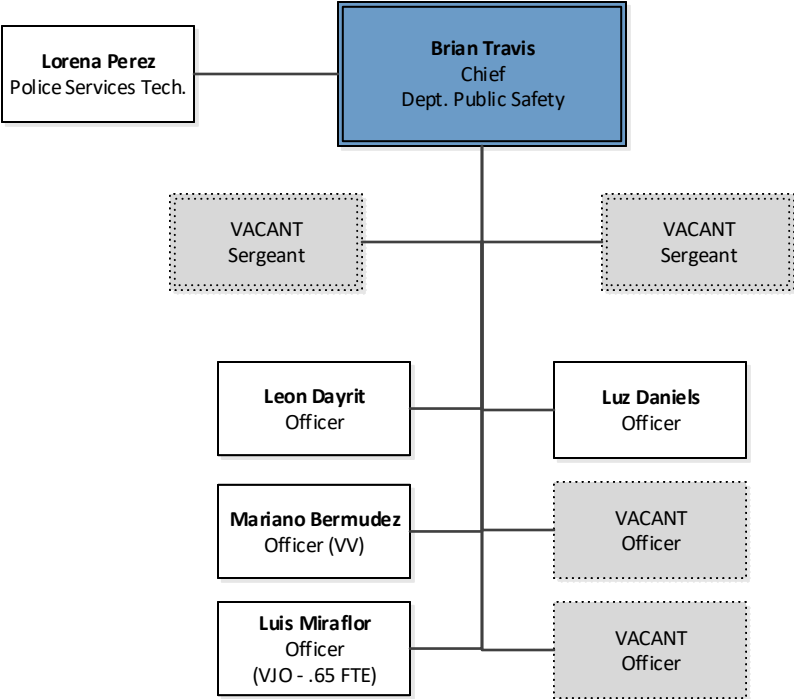 Lorena Perez
Police Services Tech.
Brian Travis
Chief
Dept. Public Safety
VACANT
Sergeant
VACANT
Sergeant
Leon Dayrit
Officer
Luz Daniels
Officer
Mariano Bermudez
Officer (VV)
VACANT
Officer
Luis Miraflor
Officer
(VJO - .65 FTE)
VACANT
Officer